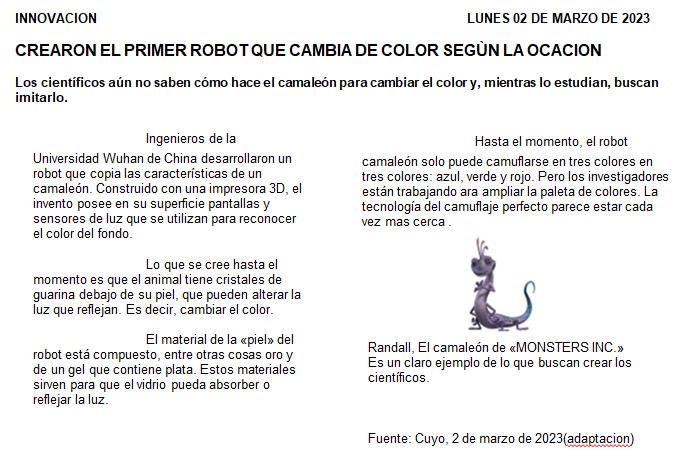 INNOVACION
LUNES 02 DE MARZO DE 2023
CREARON EL PRIMER ROBOT QUE CAMBIA DE COLOR SEGÙN LA OCACION
Los científicos aún no saben cómo hace el camaleón para cambiar el color y, mientras lo estudian, buscan
imitarlo.
Ingenieros de la
Universidad Wuhan de China desarrollaron un
robot que copia las características de un
camaleón. Construido con una impresora 3D, el
invento posee en su superficie pantallas y
sensores de luz que se utilizan para reconocer
el color del fondo.
Lo que se cree hasta el
momento es que el animal tiene cristales de
guarina debajo de su piel, que pueden alterar la
luz que reflejan. Es decir, cambiar el color.
El material de la «piel» del
robot está compuesto, entre otras cosas oro y
de un gel que contiene plata. Estos materiales
sirven para que el vidrio pueda absorber o
reflejar la luz.
Hasta el momento, el robot
camaleón solo puede camuflarse en tres colores en
tres colores: azul, verde y rojo. Pero los investigadores
están trabajando ara ampliar la paleta de colores. La
tecnología del camuflaje perfecto parece estar cada
vez mas cerca .
Randall, El camaleón de «MONSTERS INC.»
Es un claro ejemplo de lo que buscan crear los
científicos.
Fuente: Cuyo, 2 de marzo de 2023(adaptacion)